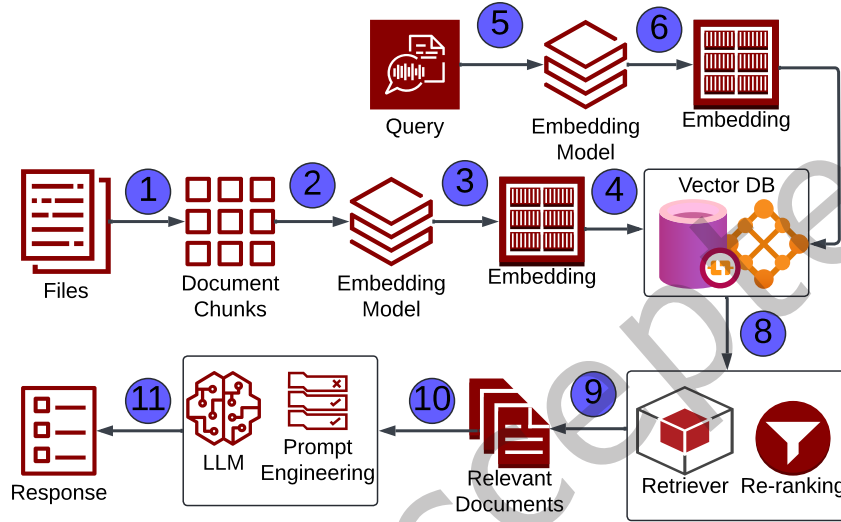 5
6
Query
Embedding
Model
Embedding
1
2
3
4
Vector DB
Files
Document
Chunks
Embedding
Model
Embedding
8
11
10
9
LLM
Prompt
Engineering
Response
Relevant
Documents
Retriever
Re-ranking